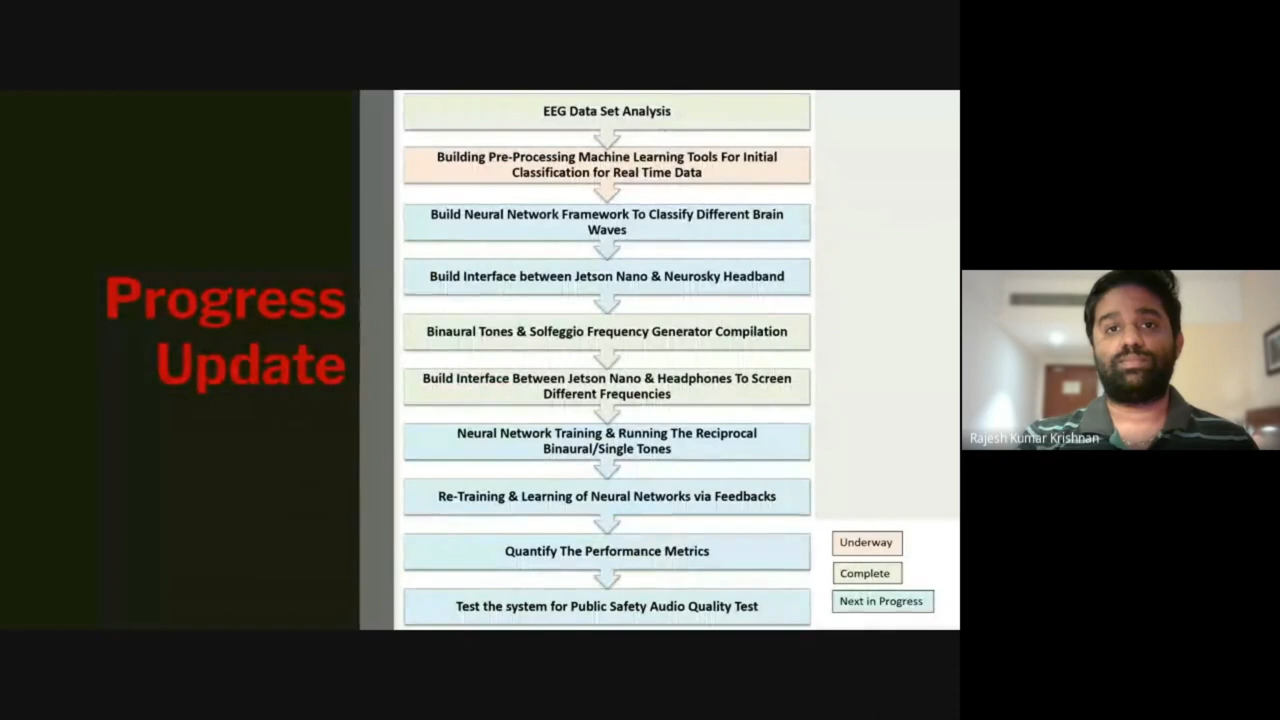 Progress
Update
EEG Data Set Analysis
Building Pre-Processing Machine Learning Tools For Initial
Classification for Real Time Data
Build Neural Network Framework To Classify Different Brain
Waves
Build Interface between Jetson Nano & Neurosky Headband
Binaural Tones & Solfeggio Frequency Generator Compilation
Build Interface Between Jetson Nano & Headphones To Screen
Different Frequencies
Neural Network Training & Running The Reciprocal
Binaural/Single Tones
Re-Training & Learning of Neural Networks via Feedbacks
Quantify The Performance Metrics
Test the system for Public Safety Audio Quality Test
Underway
Complete
Next in Progress
Rajesh Kumar Krishnan